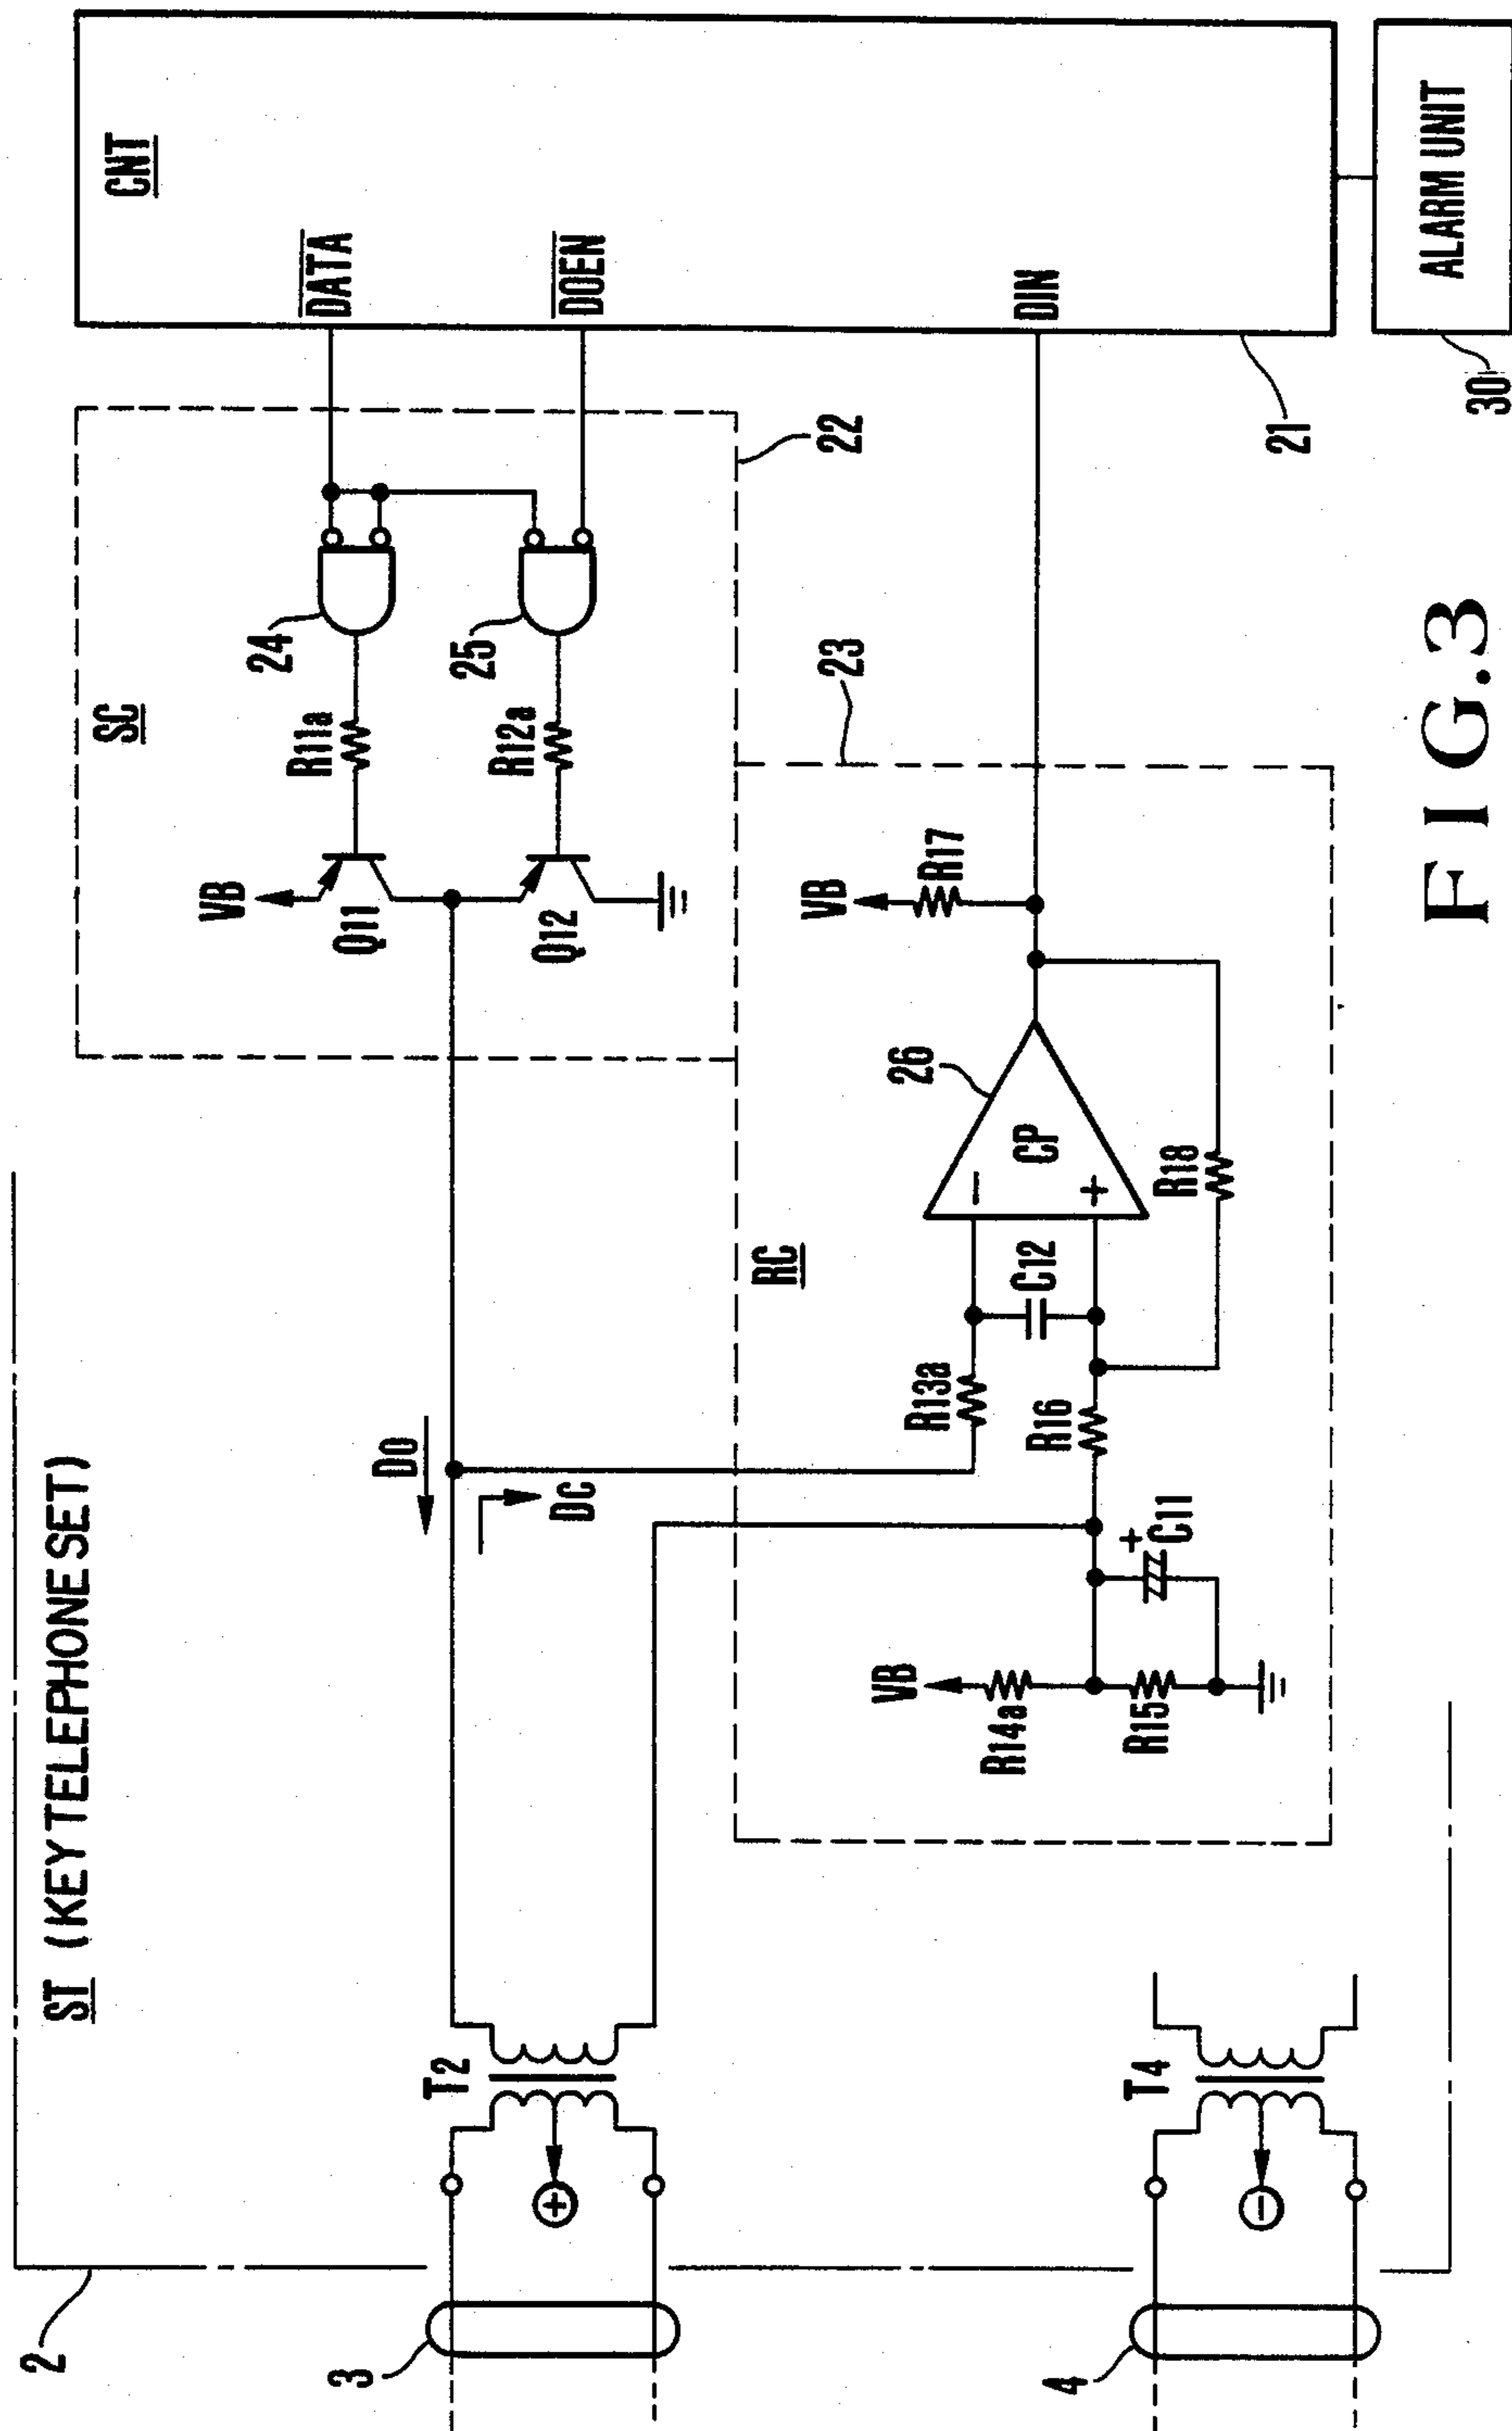 ST (KEY TELEPHONE SET)
2
3
4
T2
T4
+
−
D0
DC
SC
VB
Q11
Q12
R11a
R12a
24
25
22
DATA
DOEN
DIN
CNT
21
ALARM UNIT
30
RC
23
VB
R14a
R15
+
C11
R16
R13a
C12
−
+
CP
26
R18
VB
R17
FIG.3